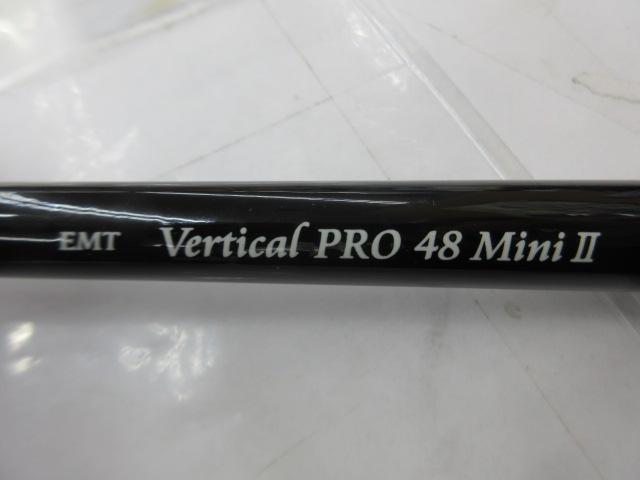 EMT Vertical PRO 48 Mini II